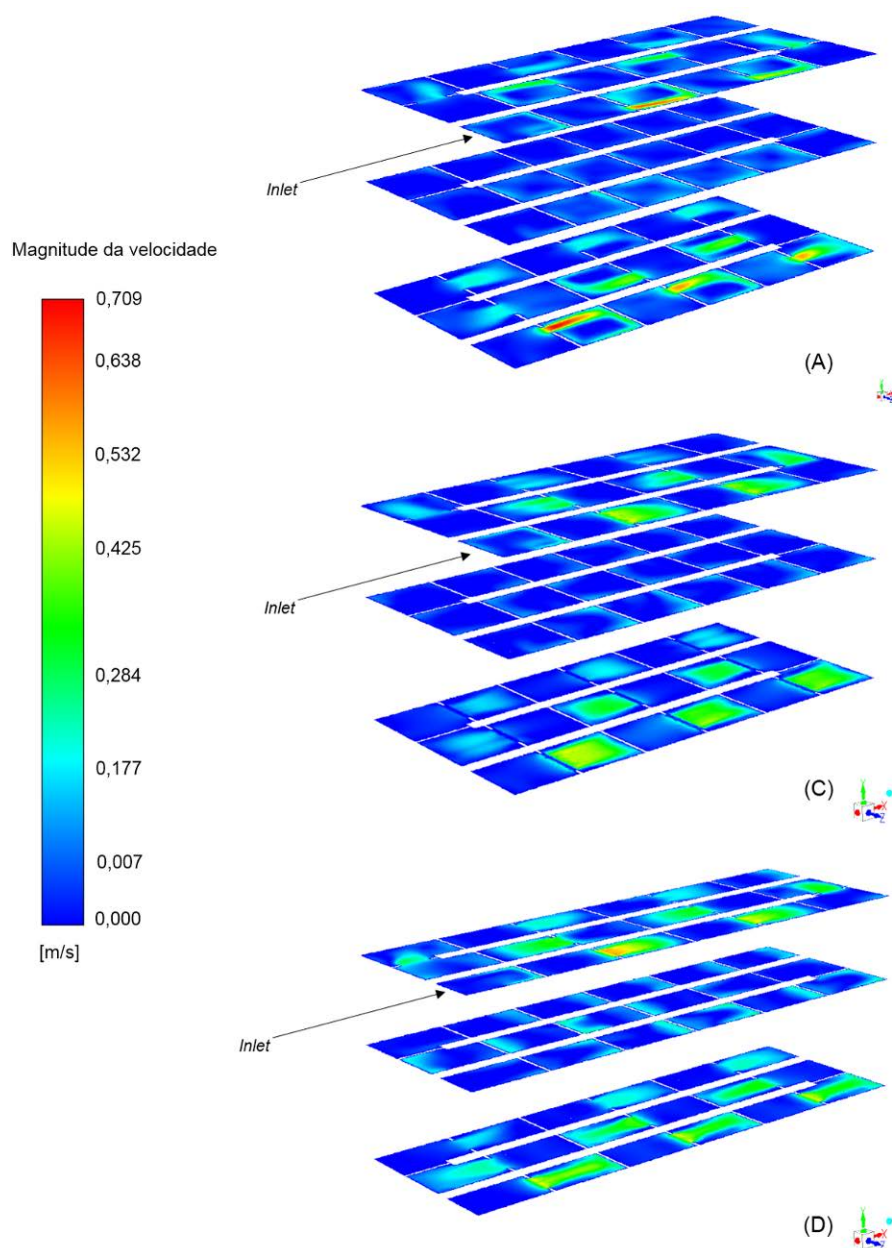 Inlet
Magnitude da velocidade
0,709
0,638
0,532
0,425
0,284
0,177
0,007
0,000
[m/s]
(A)
Inlet
(C)
Inlet
(D)